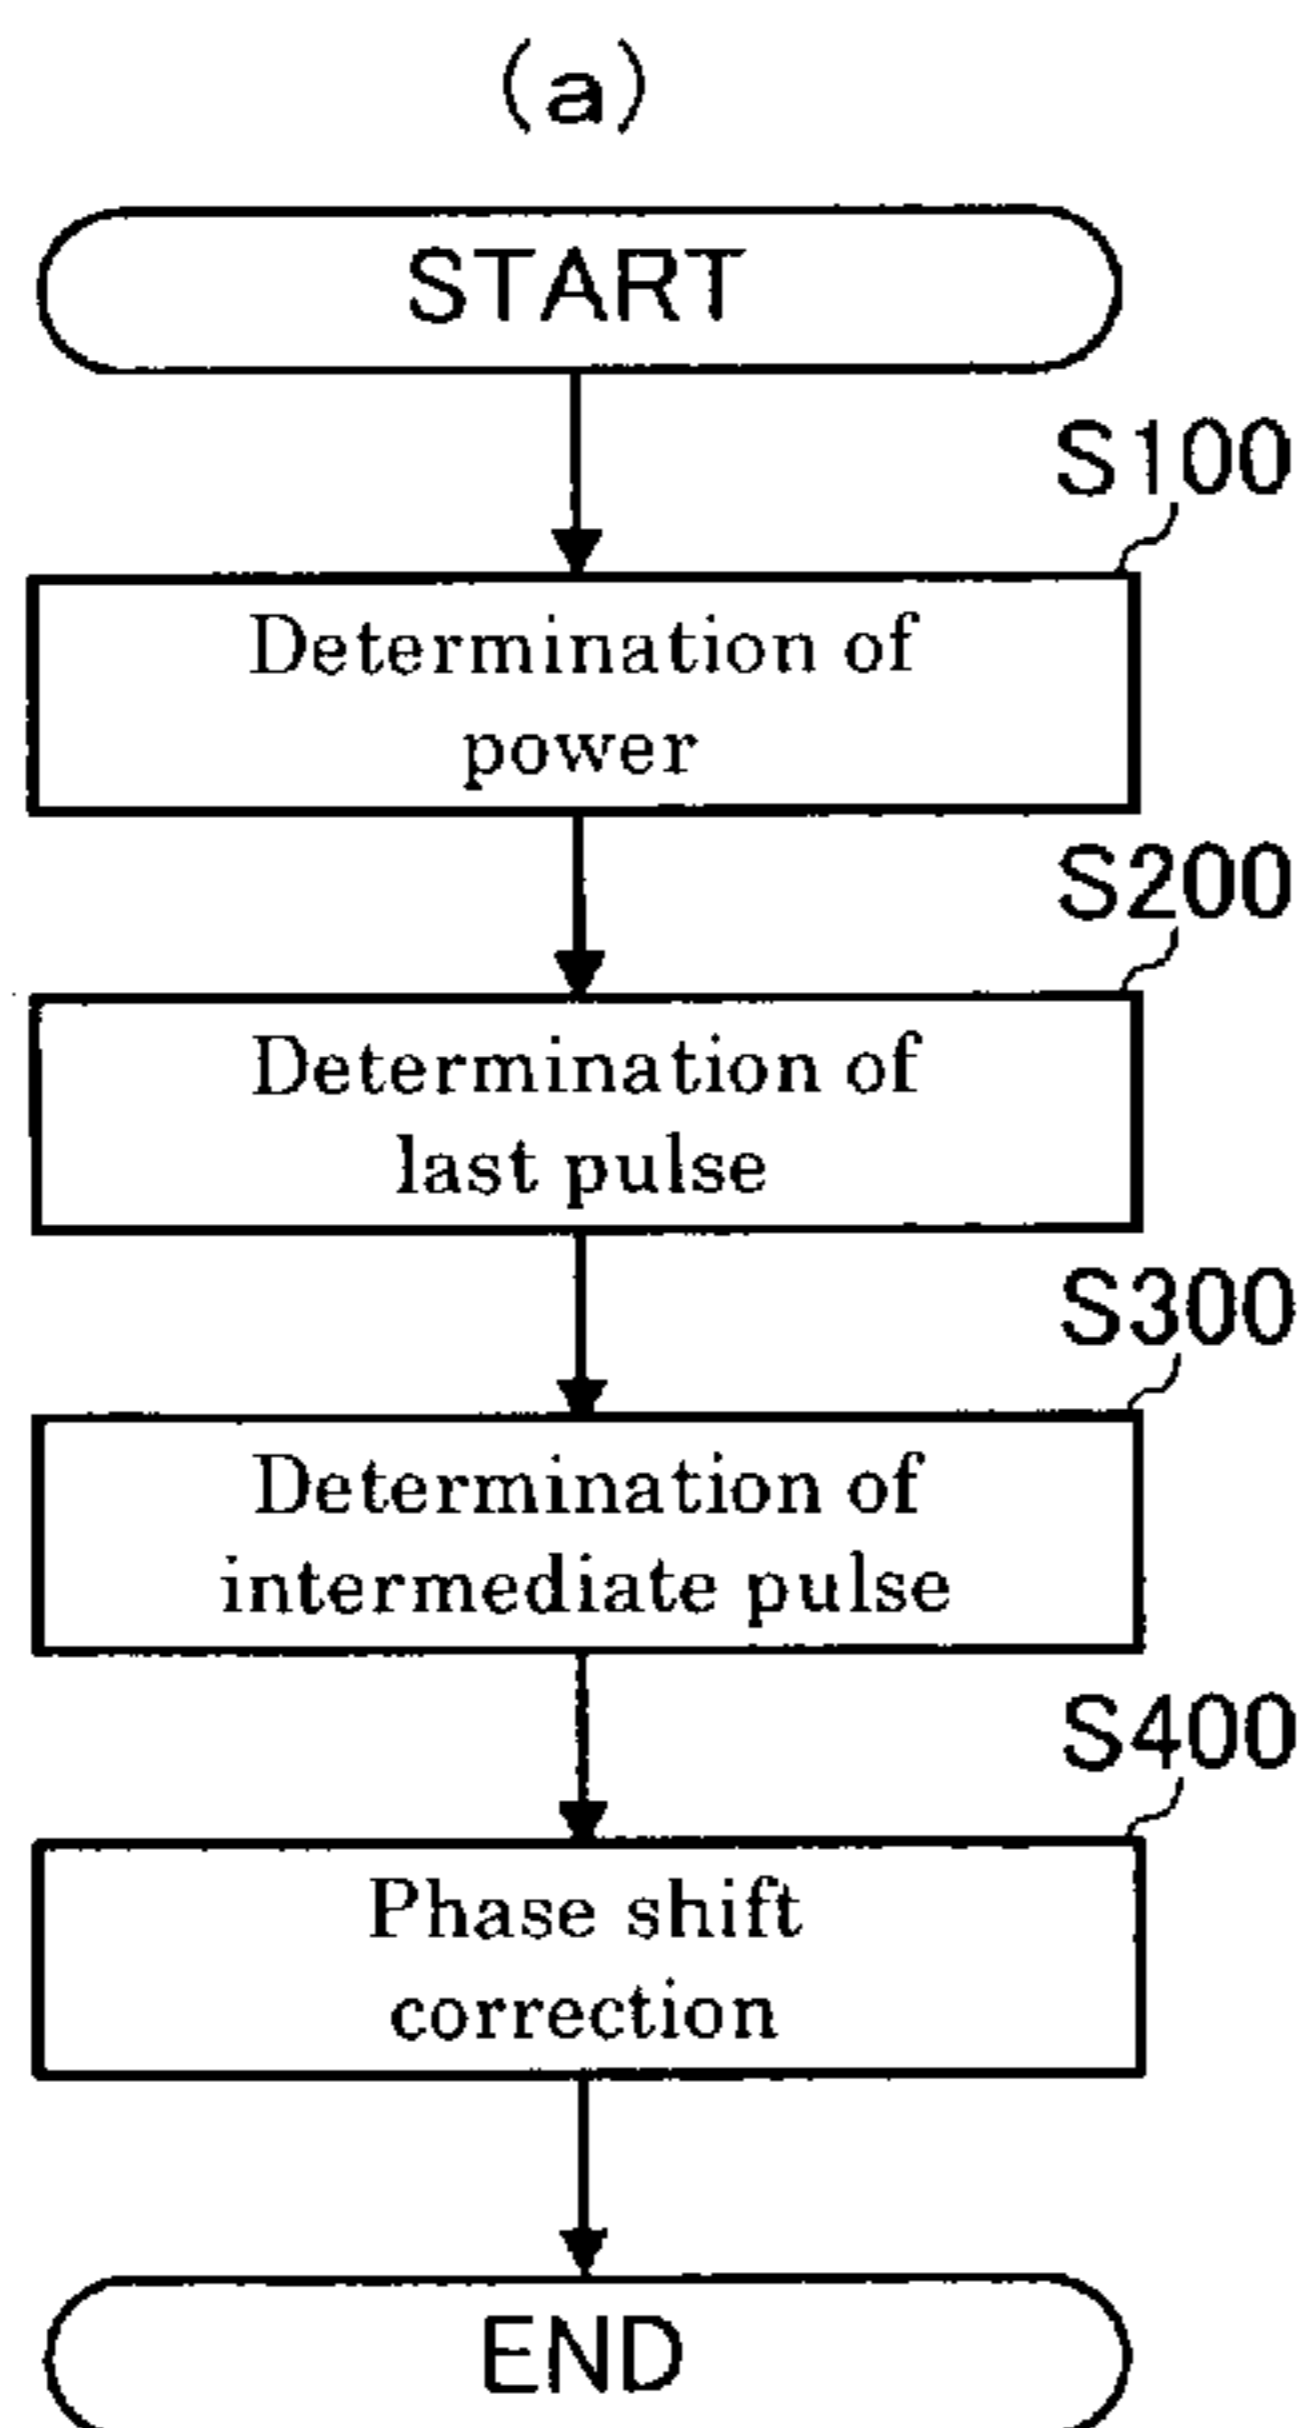 (a)
START
S100
Determination of
power
S200
Determination of
last pulse
S300
Determination of
intermediate pulse
S400
Phase shift
correction
END